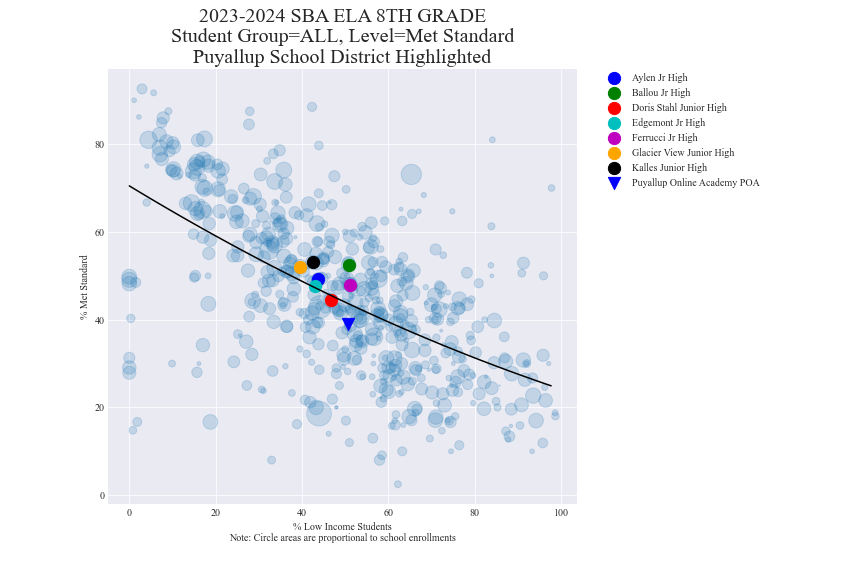 2023-2024 SBA ELA 8TH GRADE
Student Group=ALL, Level=Met Standard
Puyallup School District Highlighted
Aylen Jr High
Ballou Jr High
Doris Stahl Junior High
Edgemont Jr High
Ferrucci Jr High
Glacier View Junior High
Kalles Junior High
Puyallup Online Academy POA
% Met Standard
80
60
40
20
0
0 20 40 60 80 100
% Low Income Students
Note: Circle areas are proportional to school enrollments